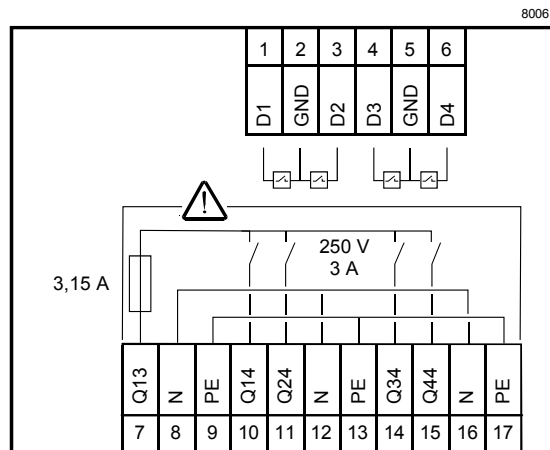 8006
1 2 3 4 5 6
D1 GND D2 D3 GND D4
250 V
3 A
3,15 A
Q13 N PE Q14 Q24 N PE Q34 Q44 N PE
7 8 9 10 11 12 13 14 15 16 17